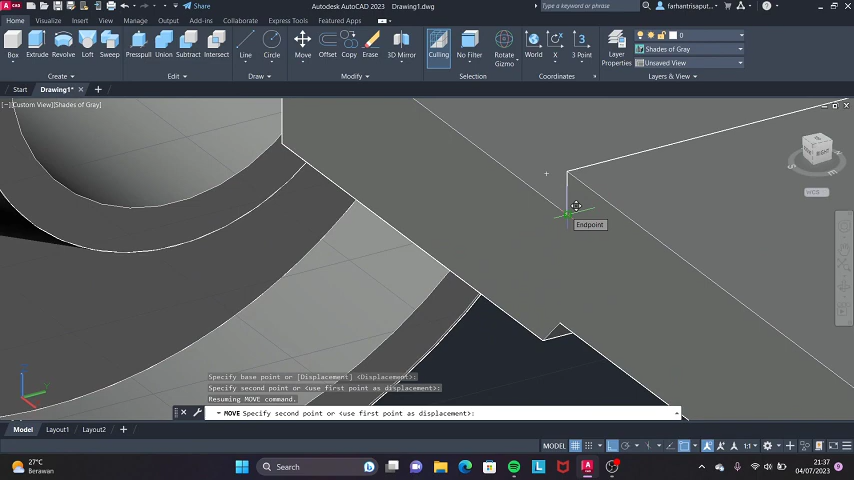 Share
Autodesk AutoCAD 2023 Drawing1.dwg
Type a keyword or phrase
farhantrisaput...
Home Visualize Insert View Manage Output Add-ins Collaborate Express Tools Featured Apps
Box Extrude Revolve Loft Sweep Presspull Union Subtract Intersect
Line Circle
Move Offset Erase 3D Mirror
Culling No Filter Rotate Gizmo
World X 3 Point
Layer Properties
0
Shades of Gray
Unsaved View
Create Edit Draw Modify Selection Coordinates Layers & View
Start Drawing1*
[−][Custom View][Shades of Gray]
WCS
Endpoint
Z
Y
Specify base point or [Displacement] <Displacement>:
Specify second point or <use first point as displacement>:
Resuming MOVE command.
MOVE Specify second point or <use first point as displacement>:
Model Layout1 Layout2
MODEL
1:1
27°C
Berawan
Search
21:37
04/07/2023